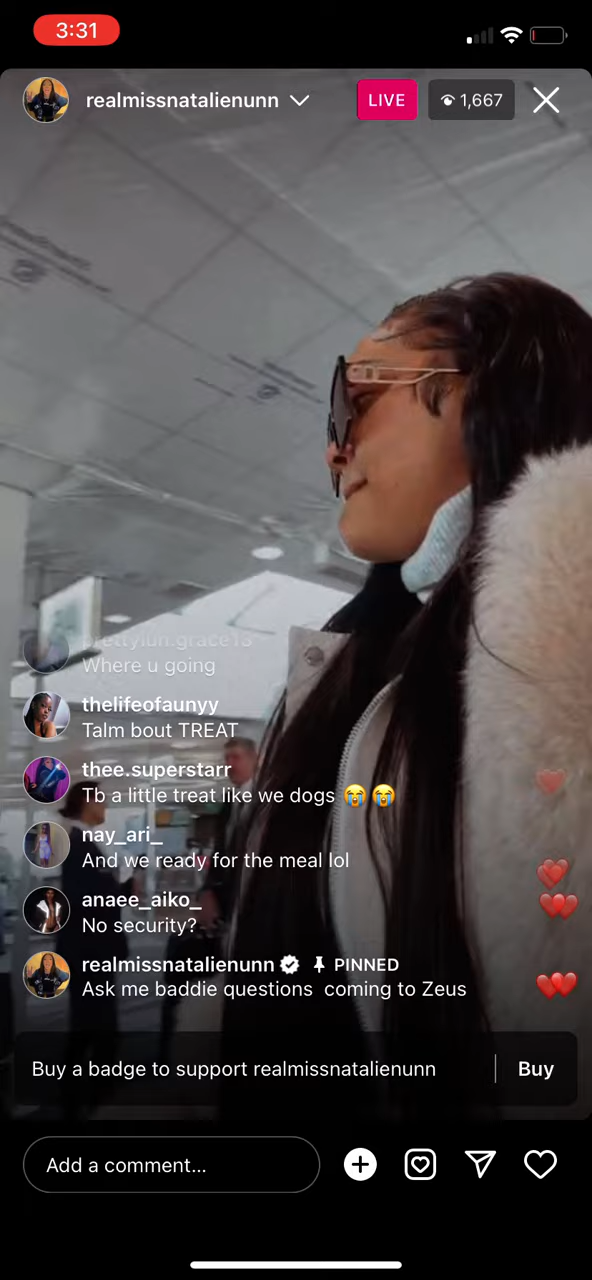 3:31
realmissnatalienunn
LIVE
1,667
prettylun.grace13
Where u going
thelifeofaunyy
Talm bout TREAT
thee.superstarr
Tb a little treat like we dogs 😭😭
nay_ari_
And we ready for the meal lol
anaee_aiko_
No security?
realmissnatalienunn PINNED
Ask me baddie questions coming to Zeus
Buy a badge to support realmissnatalienunn | Buy
Add a comment...